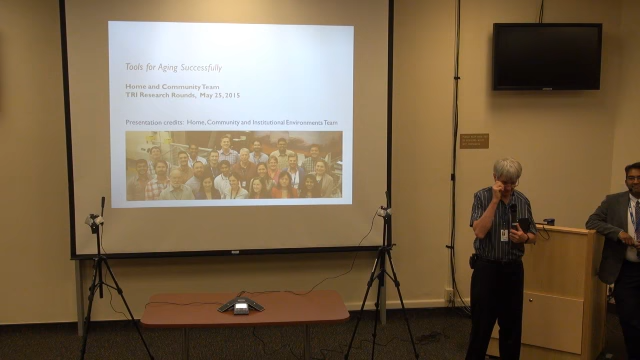 Tools for Aging Successfully
Home and Community Team
TRI Research Rounds, May 25, 2015
Presentation credits: Home, Community and Institutional Environments Team